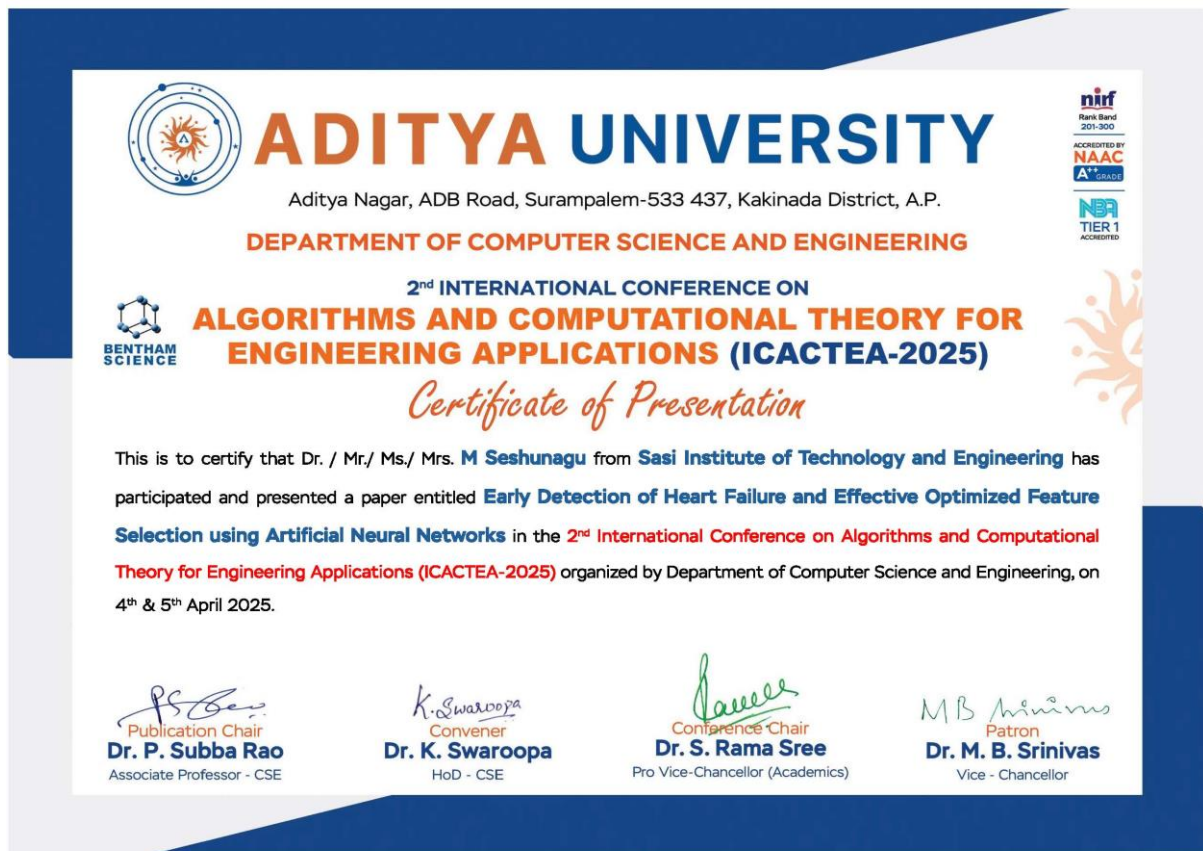 ADITYA UNIVERSITY
nirf
Rank Band
201-300
ACCREDITED BY
NAAC
A++ GRADE
NBA
TIER 1
ACCREDITED
Aditya Nagar, ADB Road, Surampalem-533 437, Kakinada District, A.P.
DEPARTMENT OF COMPUTER SCIENCE AND ENGINEERING
2nd INTERNATIONAL CONFERENCE ON
BENTHAM
SCIENCE
ALGORITHMS AND COMPUTATIONAL THEORY FOR
ENGINEERING APPLICATIONS (ICACTEA-2025)
Certificate of Presentation
This is to certify that Dr. / Mr./ Ms./ Mrs. M Seshunagu from Sasi Institute of Technology and Engineering has
participated and presented a paper entitled Early Detection of Heart Failure and Effective Optimized Feature
Selection using Artificial Neural Networks in the 2nd International Conference on Algorithms and Computational
Theory for Engineering Applications (ICACTEA-2025) organized by Department of Computer Science and Engineering, on
4th & 5th April 2025.
K. Swaroopa
Publication Chair
Dr. P. Subba Rao
Associate Professor - CSE
Convener
Dr. K. Swaroopa
HoD - CSE
Conference Chair
Dr. S. Rama Sree
Pro Vice-Chancellor (Academics)
Patron
Dr. M. B. Srinivas
Vice - Chancellor